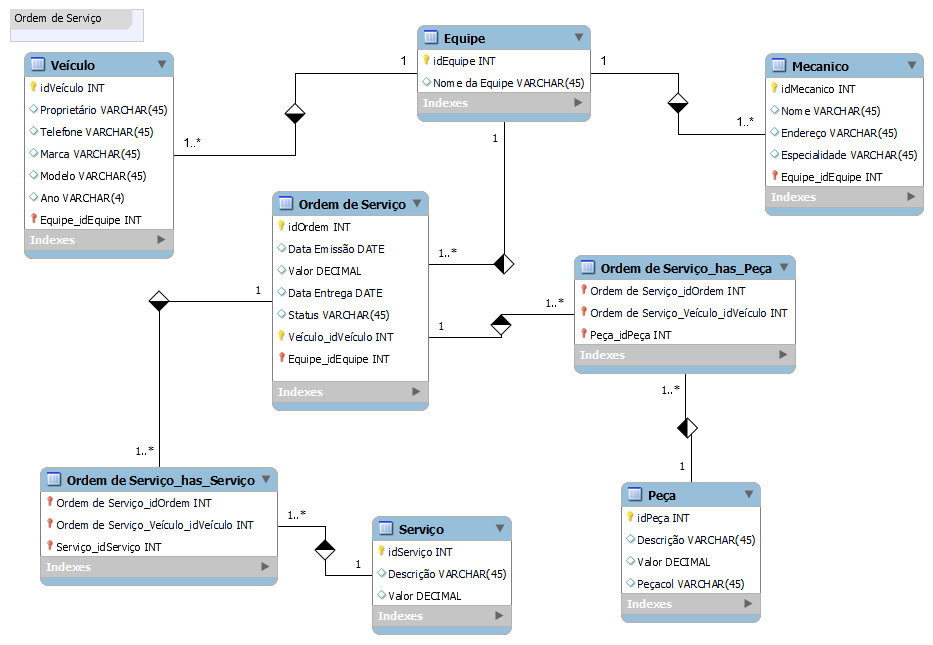 Ordem de Serviço
Veículo
idVeículo INT
Proprietário VARCHAR(45)
Telefone VARCHAR(45)
Marca VARCHAR(45)
Modelo VARCHAR(45)
Ano VARCHAR(4)
Equipe_idEquipe INT
Indexes
1..*
1
Equipe
idEquipe INT
Nome da Equipe VARCHAR(45)
Indexes
1
1..*
Mecanico
idMecanico INT
Nome VARCHAR(45)
Endereço VARCHAR(45)
Especialidade VARCHAR(45)
Equipe_idEquipe INT
Indexes
1
1..*
Ordem de Serviço
idOrdem INT
Data Emissão DATE
Valor DECIMAL
Data Entrega DATE
Status VARCHAR(45)
Veículo_idVeículo INT
Equipe_idEquipe INT
Indexes
1
1..*
Ordem de Serviço_has_Peça
Ordem de Serviço_idOrdem INT
Ordem de Serviço_Veículo_idVeículo INT
Peça_idPeça INT
Indexes
1..*
1
1
1..*
Ordem de Serviço_has_Serviço
Ordem de Serviço_idOrdem INT
Ordem de Serviço_Veículo_idVeículo INT
Serviço_idServiço INT
Indexes
1..*
1
Serviço
idServiço INT
Descrição VARCHAR(45)
Valor DECIMAL
Indexes
Peça
idPeça INT
Descrição VARCHAR(45)
Valor DECIMAL
Peçacol VARCHAR(45)
Indexes